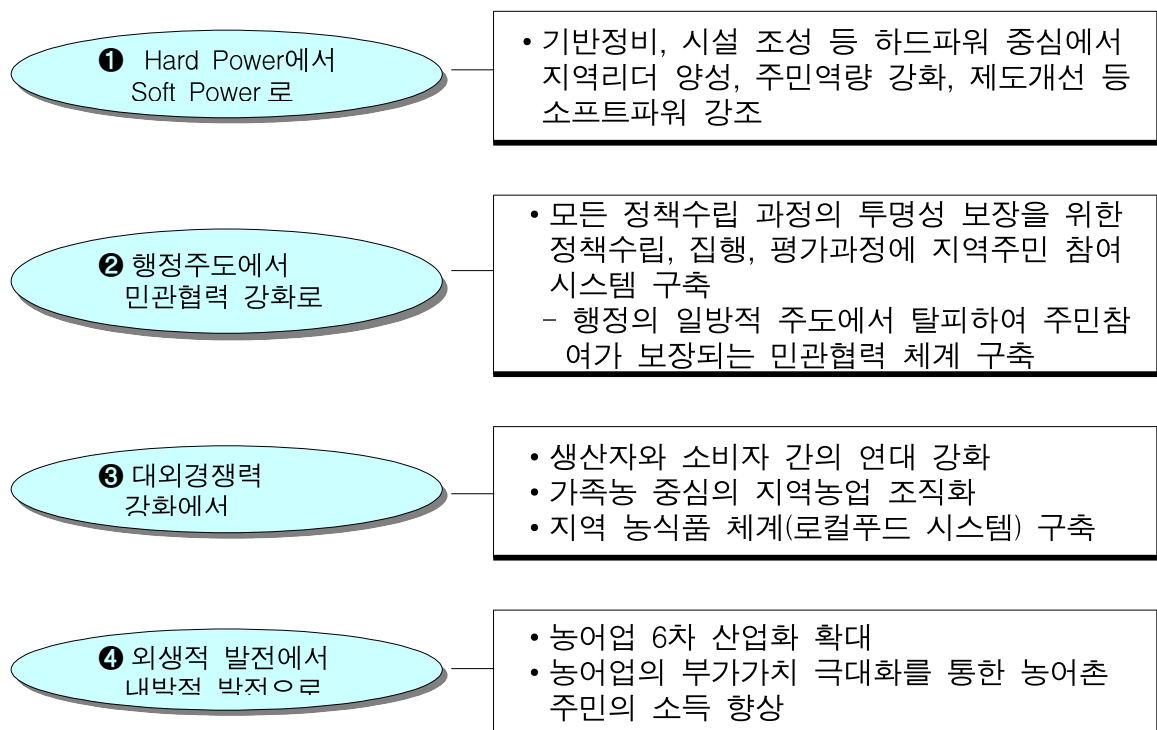 ❶ Hard Power에서
Soft Power 로
• 기반정비, 시설 조성 등 하드파워 중심에서
지역리더 양성, 주민역량 강화, 제도개선 등
소프트파워 강조
❷ 행정주도에서
민관협력 강화로
• 모든 정책수립 과정의 투명성 보장을 위한
정책수립, 집행, 평가과정에 지역주민 참여
시스템 구축
– 행정의 일방적 주도에서 탈피하여 주민참
여가 보장되는 민관협력 체계 구축
❸ 대외경쟁력
강화에서
• 생산자와 소비자 간의 연대 강화
• 가족농 중심의 지역농업 조직화
• 지역 농식품 체계(로컬푸드 시스템) 구축
❹ 외생적 발전에서
내발적 발전으로
• 농어업 6차 산업화 확대
• 농어업의 부가가치 극대화를 통한 농어촌
주민의 소득 향상